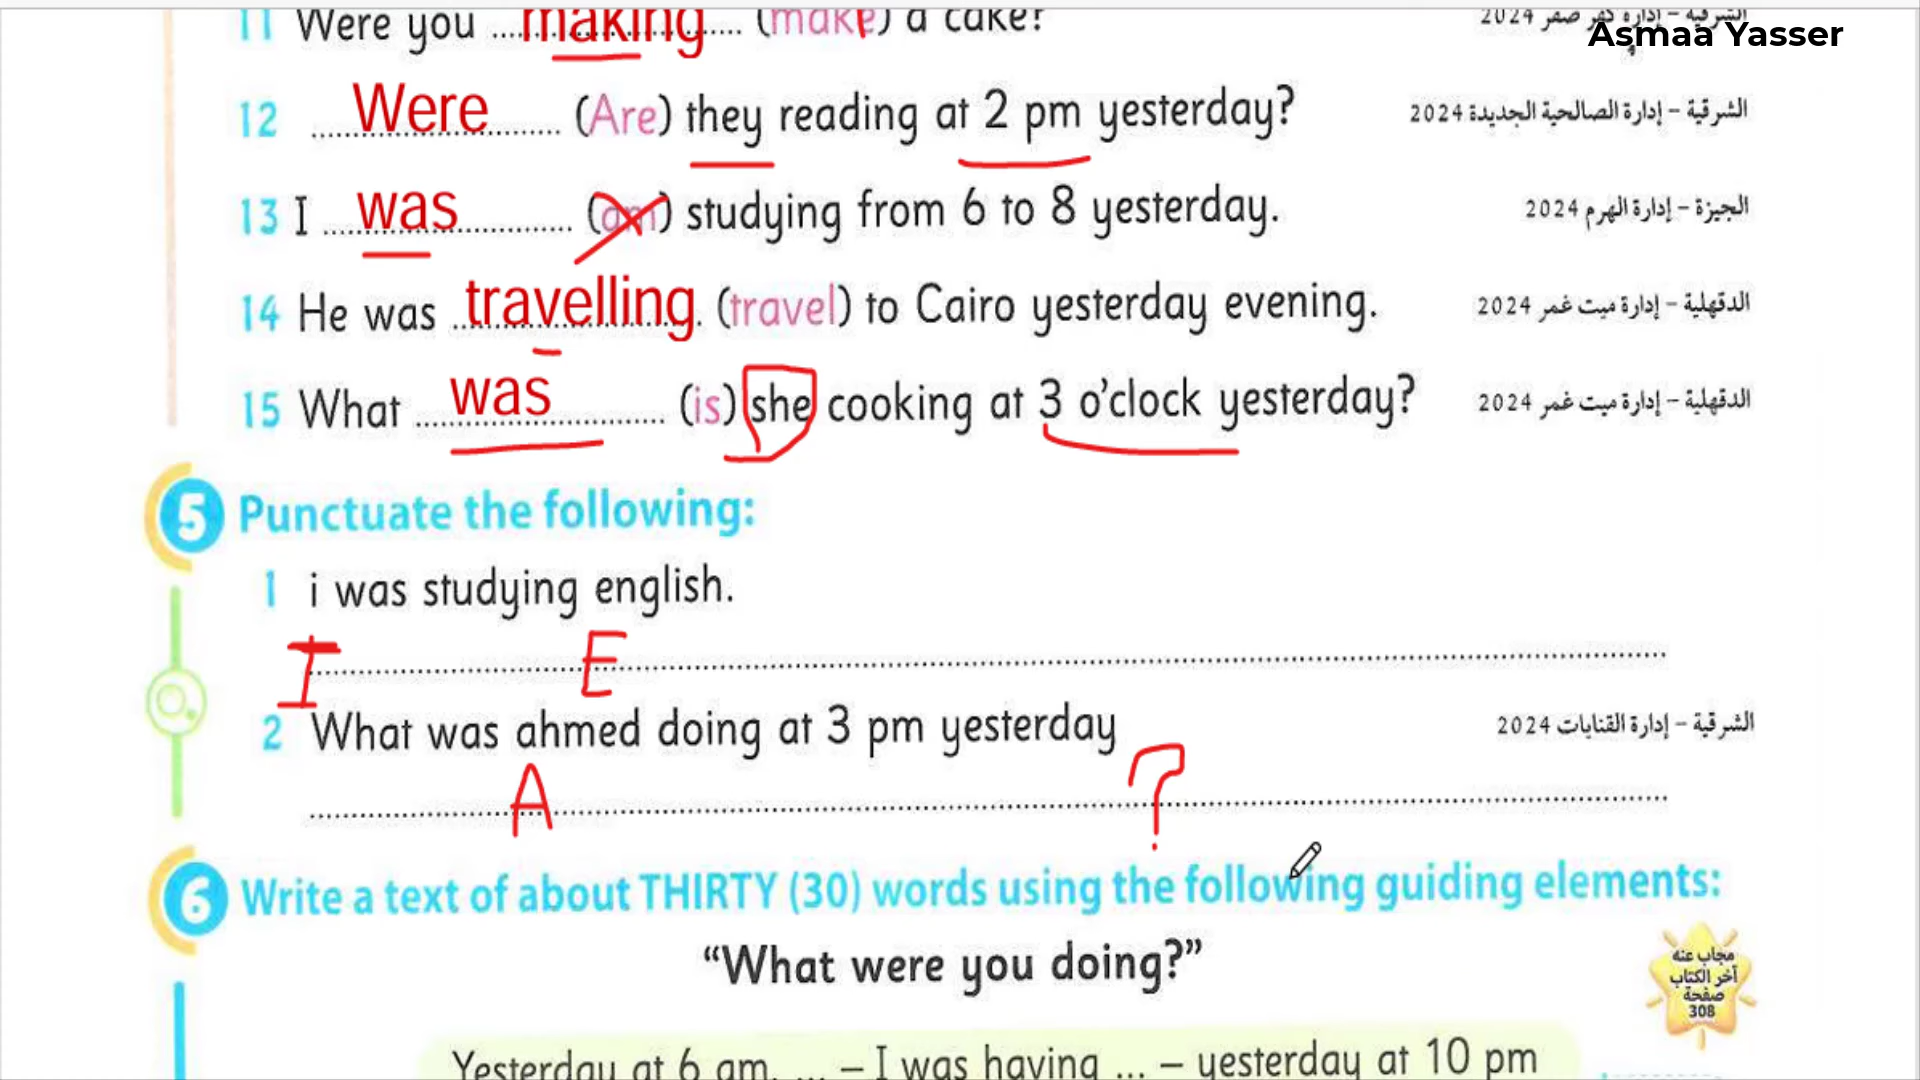 11 Were you making (make) a cake?
Asmaa Yasser
12 Were (Are) they reading at 2 pm yesterday? الشرقية – إدارة الصالحية الجديدة 2024
13 I was (am) studying from 6 to 8 yesterday. الجيزة – إدارة الهرم 2024
14 He was travelling (travel) to Cairo yesterday evening. الدقهلية – إدارة ميت غمر 2024
15 What was (is) she cooking at 3 o’clock yesterday? الدقهلية – إدارة ميت غمر 2024
5 Punctuate the following:
1 i was studying english.
I E
2 What was ahmed doing at 3 pm yesterday الشرقية – إدارة القنايات 2024
A ?
6 Write a text of about THIRTY (30) words using the following guiding elements:
“What were you doing?”
مجاب عنه
آخر الكتاب
صفحة
308
Yesterday at 6 am, ... – I was having ... – yesterday at 10 pm